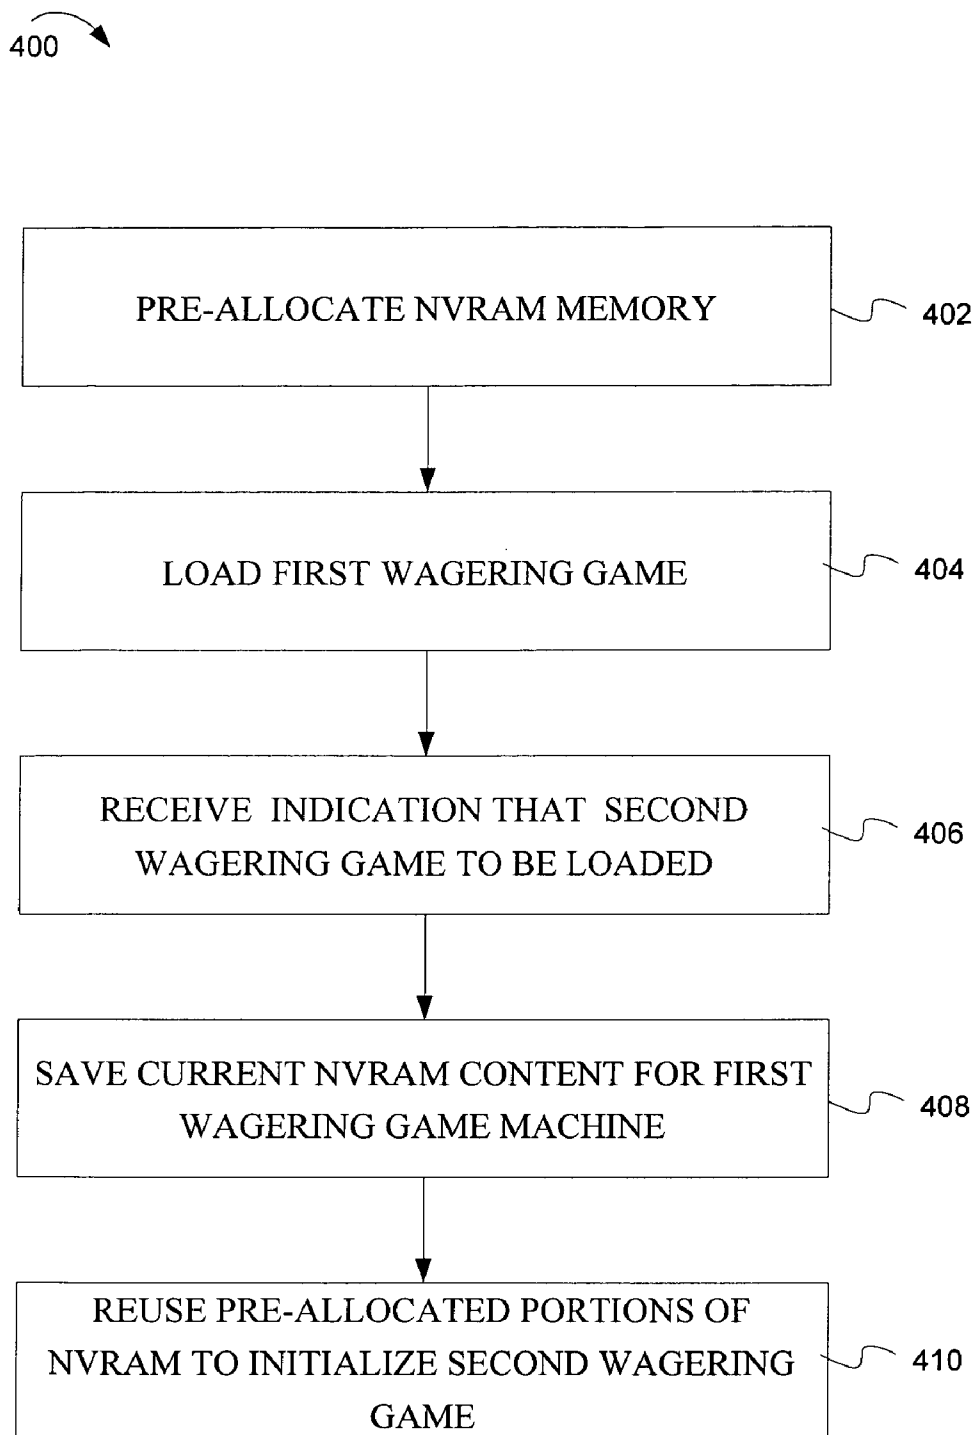 400
PRE-ALLOCATE NVRAM MEMORY
402
LOAD FIRST WAGERING GAME
404
RECEIVE INDICATION THAT SECOND
WAGERING GAME TO BE LOADED
406
SAVE CURRENT NVRAM CONTENT FOR FIRST
WAGERING GAME MACHINE
408
REUSE PRE-ALLOCATED PORTIONS OF
NVRAM TO INITIALIZE SECOND WAGERING
GAME
410